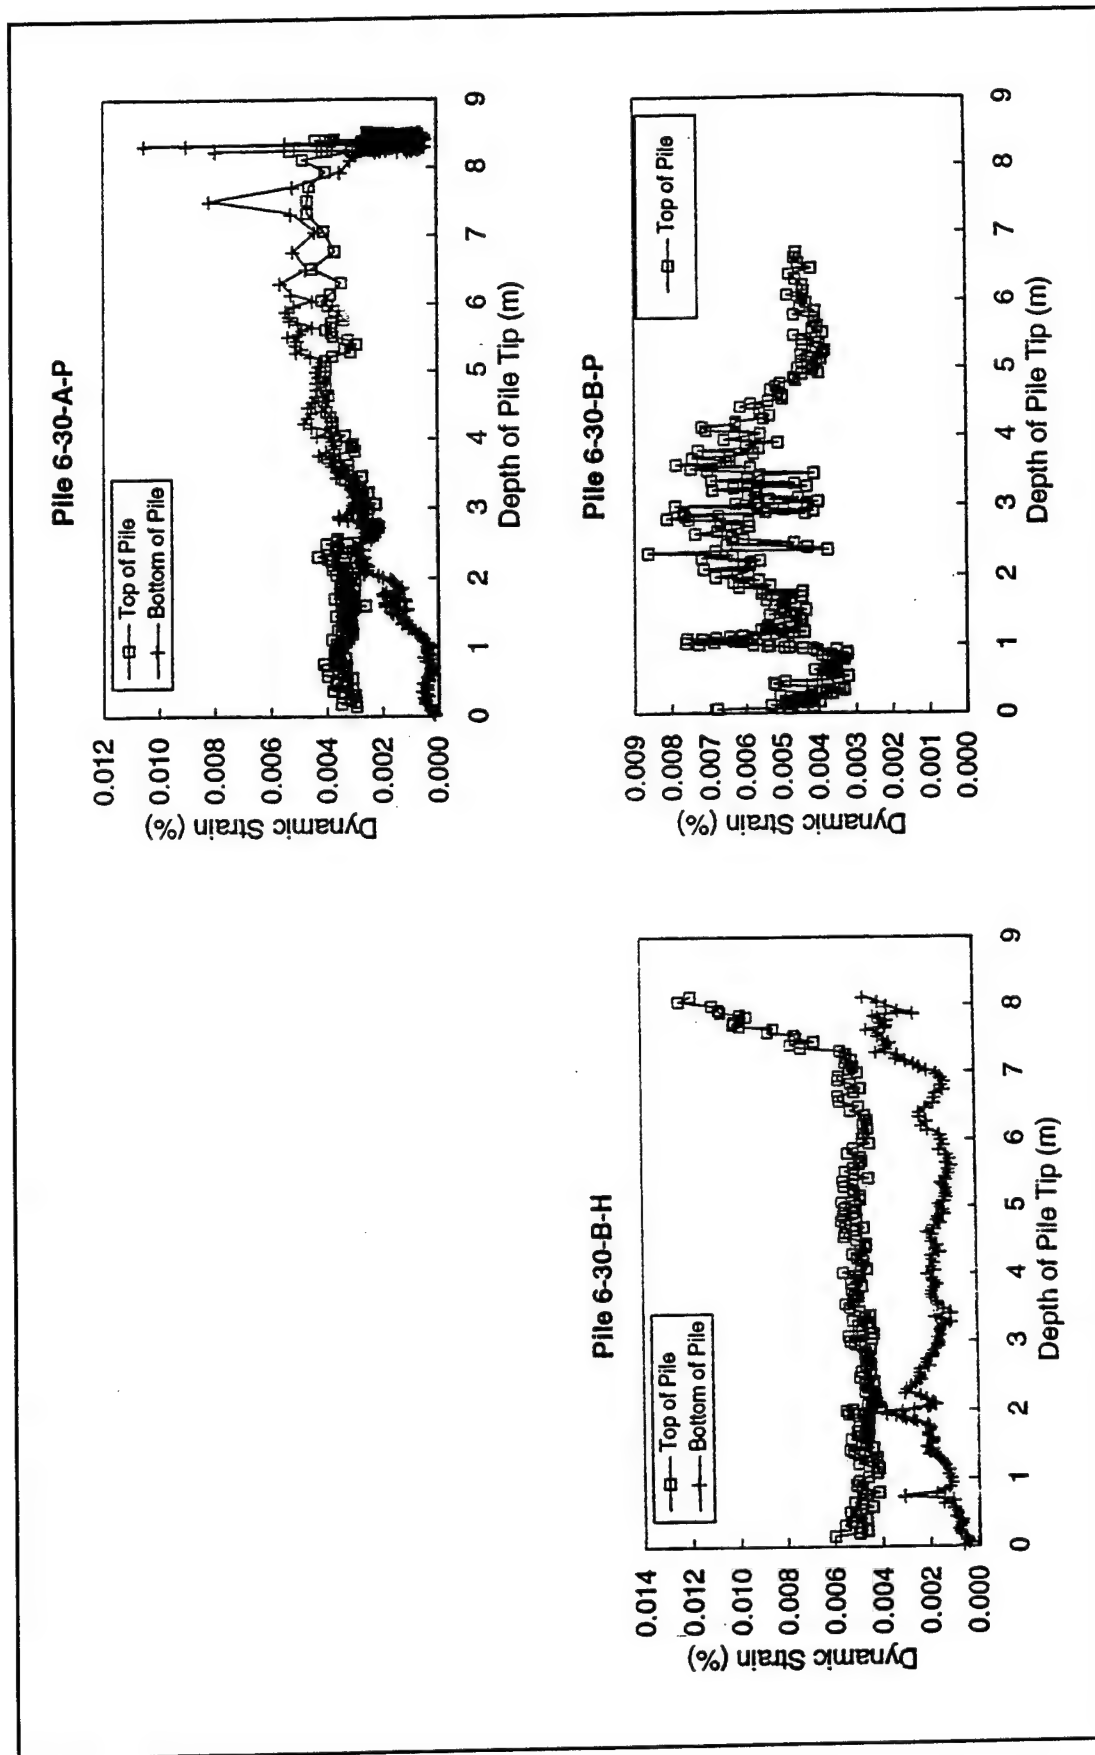 Pile 6-30-A-P
Dynamic Strain (%)
0.012
0.010
0.008
0.006
0.004
0.002
0.000
Top of Pile
Bottom of Pile
0 1 2 3 4 5 6 7 8 9
Depth of Pile Tip (m)
Pile 6-30-B-H
Dynamic Strain (%)
0.014
0.012
0.010
0.008
0.006
0.004
0.002
0.000
Top of Pile
Bottom of Pile
0 1 2 3 4 5 6 7 8 9
Depth of Pile Tip (m)
Pile 6-30-B-P
Dynamic Strain (%)
0.009
0.008
0.007
0.006
0.005
0.004
0.003
0.002
0.001
0.000
Top of Pile
0 1 2 3 4 5 6 7 8 9
Depth of Pile Tip (m)